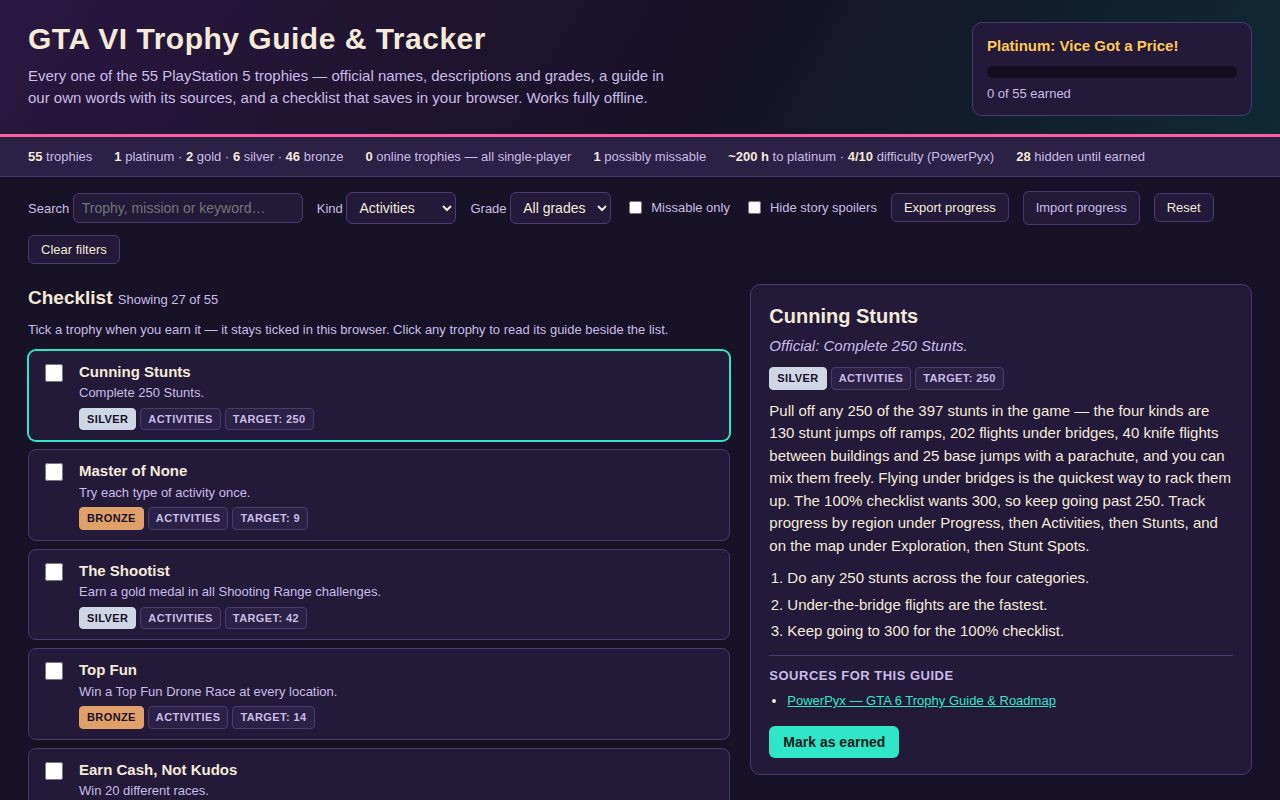 GTA VI Trophy Guide & Tracker
Every one of the 55 PlayStation 5 trophies — official names, descriptions and grades, a guide in
our own words with its sources, and a checklist that saves in your browser. Works fully offline.
Platinum: Vice Got a Price!
0 of 55 earned
55 trophies 1 platinum · 2 gold · 6 silver · 46 bronze 0 online trophies — all single-player 1 possibly missable ~200 h to platinum · 4/10 difficulty (PowerPyx) 28 hidden until earned
Search Trophy, mission or keyword… Kind Activities Grade All grades Missable only Hide story spoilers Export progress Import progress Reset
Clear filters
Checklist Showing 27 of 55
Tick a trophy when you earn it — it stays ticked in this browser. Click any trophy to read its guide beside the list.
Cunning Stunts
Complete 250 Stunts.
SILVER ACTIVITIES TARGET: 250
Master of None
Try each type of activity once.
BRONZE ACTIVITIES TARGET: 9
The Shootist
Earn a gold medal in all Shooting Range challenges.
SILVER ACTIVITIES TARGET: 42
Top Fun
Win a Top Fun Drone Race at every location.
BRONZE ACTIVITIES TARGET: 14
Earn Cash, Not Kudos
Win 20 different races.
Cunning Stunts
Official: Complete 250 Stunts.
SILVER ACTIVITIES TARGET: 250
Pull off any 250 of the 397 stunts in the game — the four kinds are
130 stunt jumps off ramps, 202 flights under bridges, 40 knife flights
between buildings and 25 base jumps with a parachute, and you can
mix them freely. Flying under bridges is the quickest way to rack them
up. The 100% checklist wants 300, so keep going past 250. Track
progress by region under Progress, then Activities, then Stunts, and
on the map under Exploration, then Stunt Spots.
1. Do any 250 stunts across the four categories.
2. Under-the-bridge flights are the fastest.
3. Keep going to 300 for the 100% checklist.
SOURCES FOR THIS GUIDE
• PowerPyx — GTA 6 Trophy Guide & Roadmap
Mark as earned